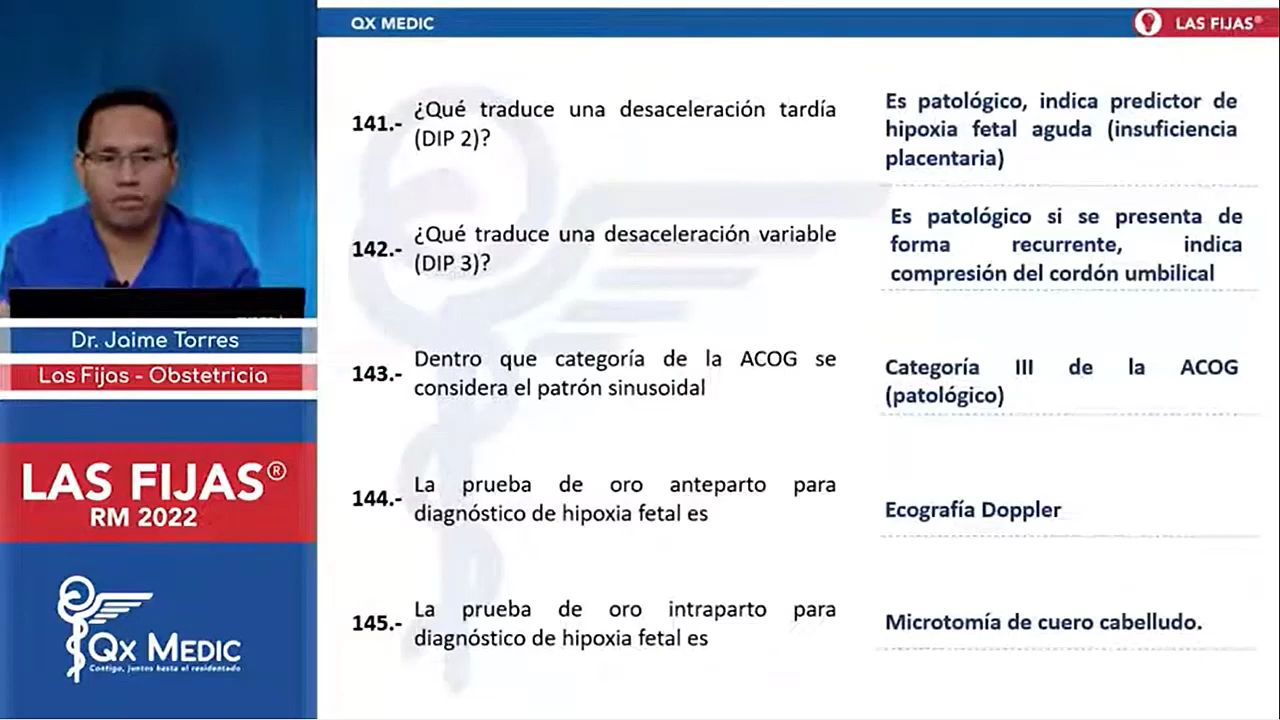 QX MEDIC
LAS FIJAS®
141.- ¿Qué traduce una desaceleración tardía
(DIP 2)?
Es patológico, indica predictor de
hipoxia fetal aguda (insuficiencia
placentaria)
142.- ¿Qué traduce una desaceleración variable
(DIP 3)?
Es patológico si se presenta de
forma recurrente, indica
compresión del cordón umbilical
143.- Dentro que categoría de la ACOG se
considera el patrón sinusoidal
Categoría III de la ACOG
(patológico)
144.- La prueba de oro anteparto para
diagnóstico de hipoxia fetal es
Ecografía Doppler
145.- La prueba de oro intraparto para
diagnóstico de hipoxia fetal es
Microtomía de cuero cabelludo.
Dr. Jaime Torres
Las Fijas - Obstetricia
LAS FIJAS®
RM 2022
QX MEDIC
Contigo, juntos hasta el residentado